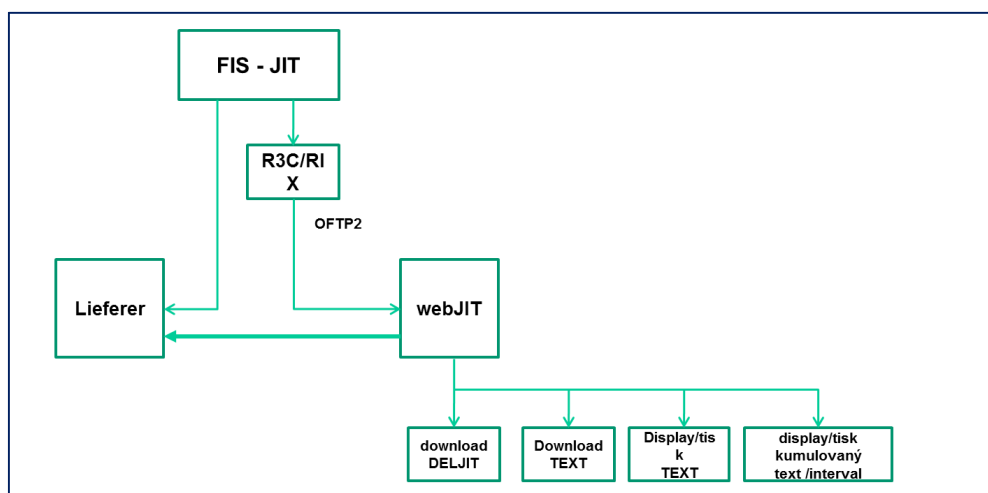 FIS - JIT
R3C/RI
X
OFTP2
Lieferer
webJIT
download
DELJIT
Download
TEXT
Display/tis
k
TEXT
display/tisk
kumulovaný
text /interval